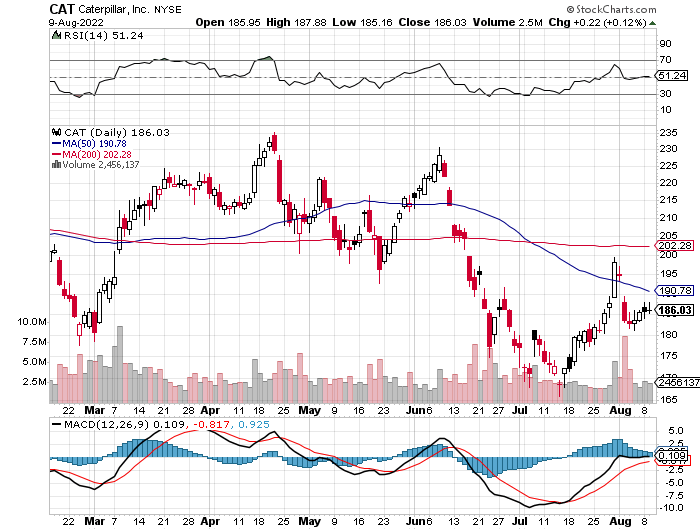 CAT Caterpillar, Inc. NYSE © StockCharts.com
9-Aug-2022 Open 185.95 High 187.88 Low 185.16 Close 186.03 Volume 2.5M Chg +0.22 (+0.12%)
RSI(14) 51.24
90
70
51.24
30
10
CAT (Daily) 186.03
MA(50) 190.78
MA(200) 202.28
Volume 2,456,137
235
230
225
220
215
210
205
202.28
200
195
190.78
186.03
180
175
170
165
10.0M
7.5M
5.0M
2.5M
2456137
22 Mar 7 14 21 28 Apr 11 18 25 May 9 16 23 Jun 6 13 21 27 Jul 11 18 25 Aug 8
MACD(12,26,9) 0.109, -0.817, 0.925
5.0
2.5
0.109
-2.5
-5.0
-7.5
-10.0
22 Mar 7 14 21 28 Apr 11 18 25 May 9 16 23 Jun 6 13 21 27 Jul 11 18 25 Aug 8